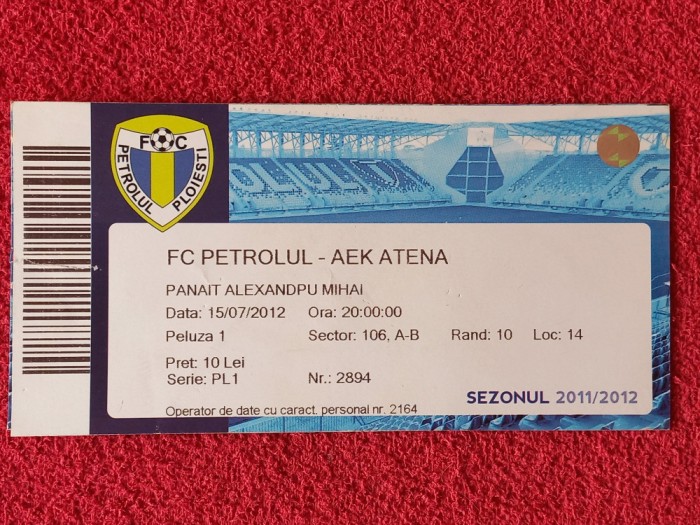 FC
PETROLUL PLOIEȘTI
FC PETROLUL - AEK ATENA
PANAIT ALEXANDPU MIHAI
Data: 15/07/2012 Ora: 20:00:00
Peluza 1 Sector: 106, A-B Rand: 10 Loc: 14
Pret: 10 Lei
Serie: PL1 Nr.: 2894
SEZONUL 2011/2012
Operator de date cu caract. personal nr. 2164